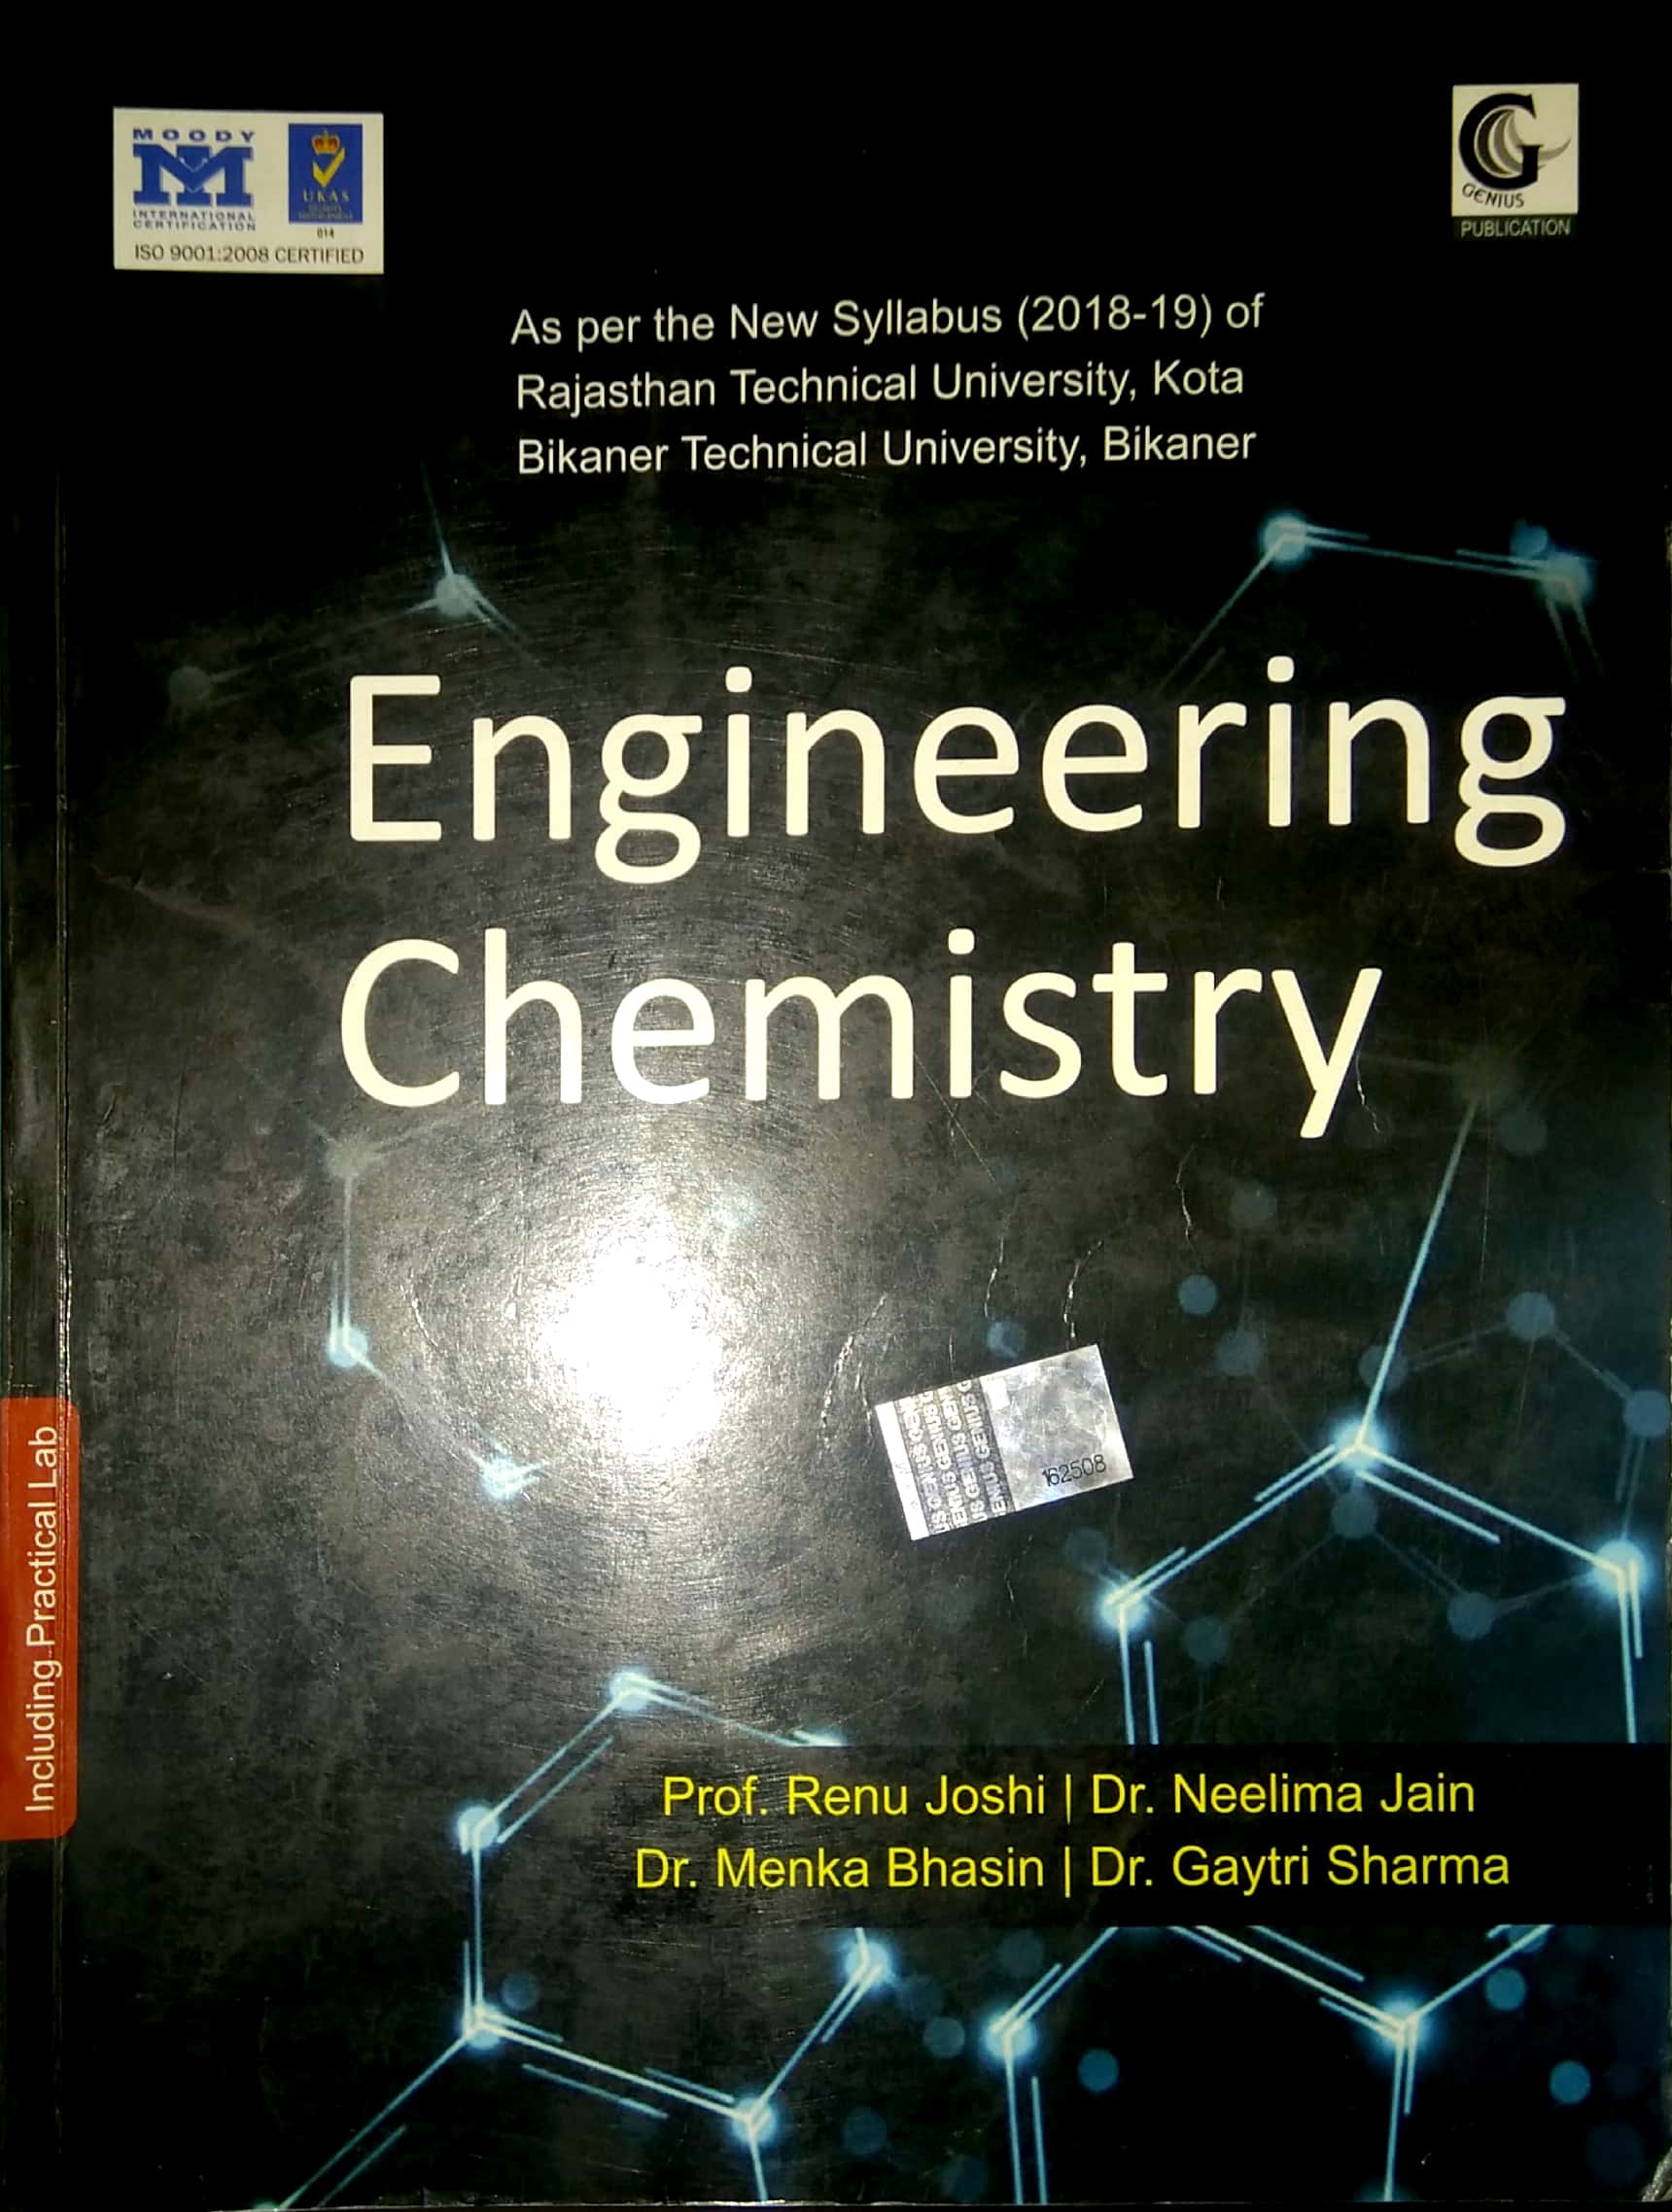 MOODY
INTERNATIONAL
CERTIFICATION
UKAS
014
ISO 9001:2008 CERTIFIED
G
GENIUS
PUBLICATION
As per the New Syllabus (2018-19) of
Rajasthan Technical University, Kota
Bikaner Technical University, Bikaner
Engineering
Chemistry
162508
Including Practical Lab
Prof. Renu Joshi | Dr. Neelima Jain
Dr. Menka Bhasin | Dr. Gaytri Sharma